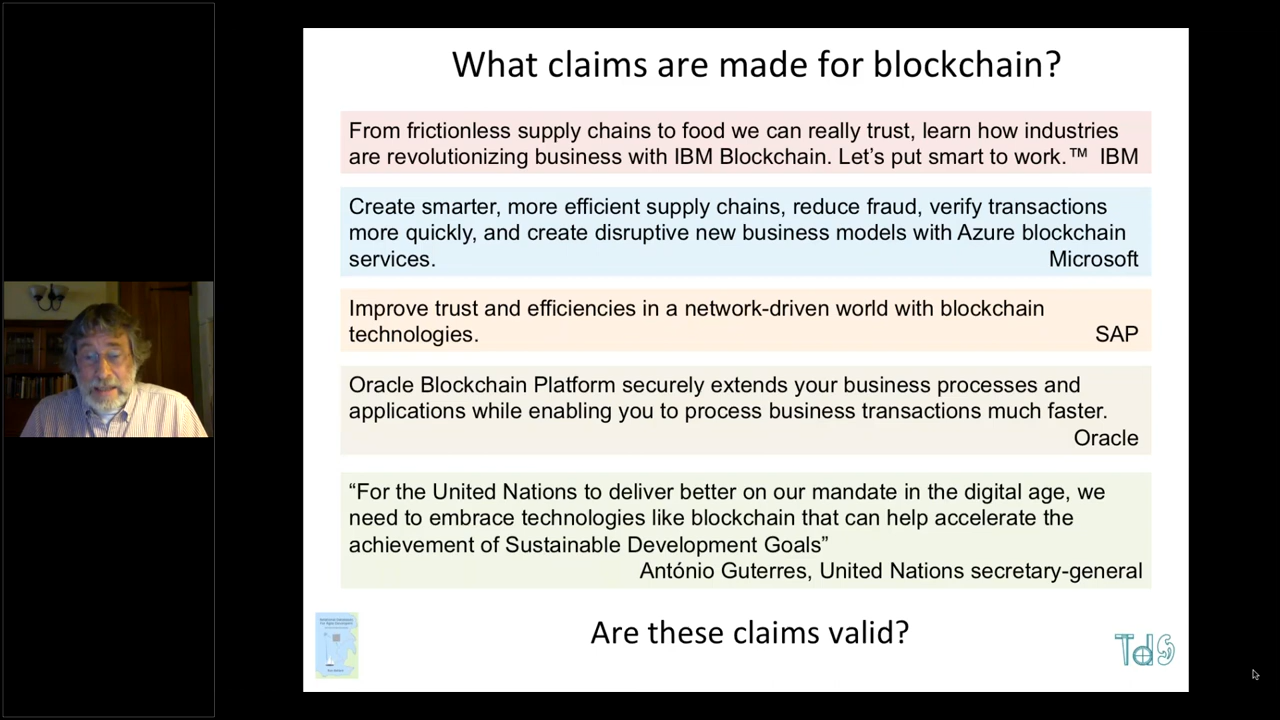 What claims are made for blockchain?
From frictionless supply chains to food we can really trust, learn how industries
are revolutionizing business with IBM Blockchain. Let’s put smart to work.™ IBM
Create smarter, more efficient supply chains, reduce fraud, verify transactions
more quickly, and create disruptive new business models with Azure blockchain
services. Microsoft
Improve trust and efficiencies in a network-driven world with blockchain
technologies. SAP
Oracle Blockchain Platform securely extends your business processes and
applications while enabling you to process business transactions much faster.
Oracle
“For the United Nations to deliver better on our mandate in the digital age, we
need to embrace technologies like blockchain that can help accelerate the
achievement of Sustainable Development Goals”
António Guterres, United Nations secretary-general
Are these claims valid?
TdS